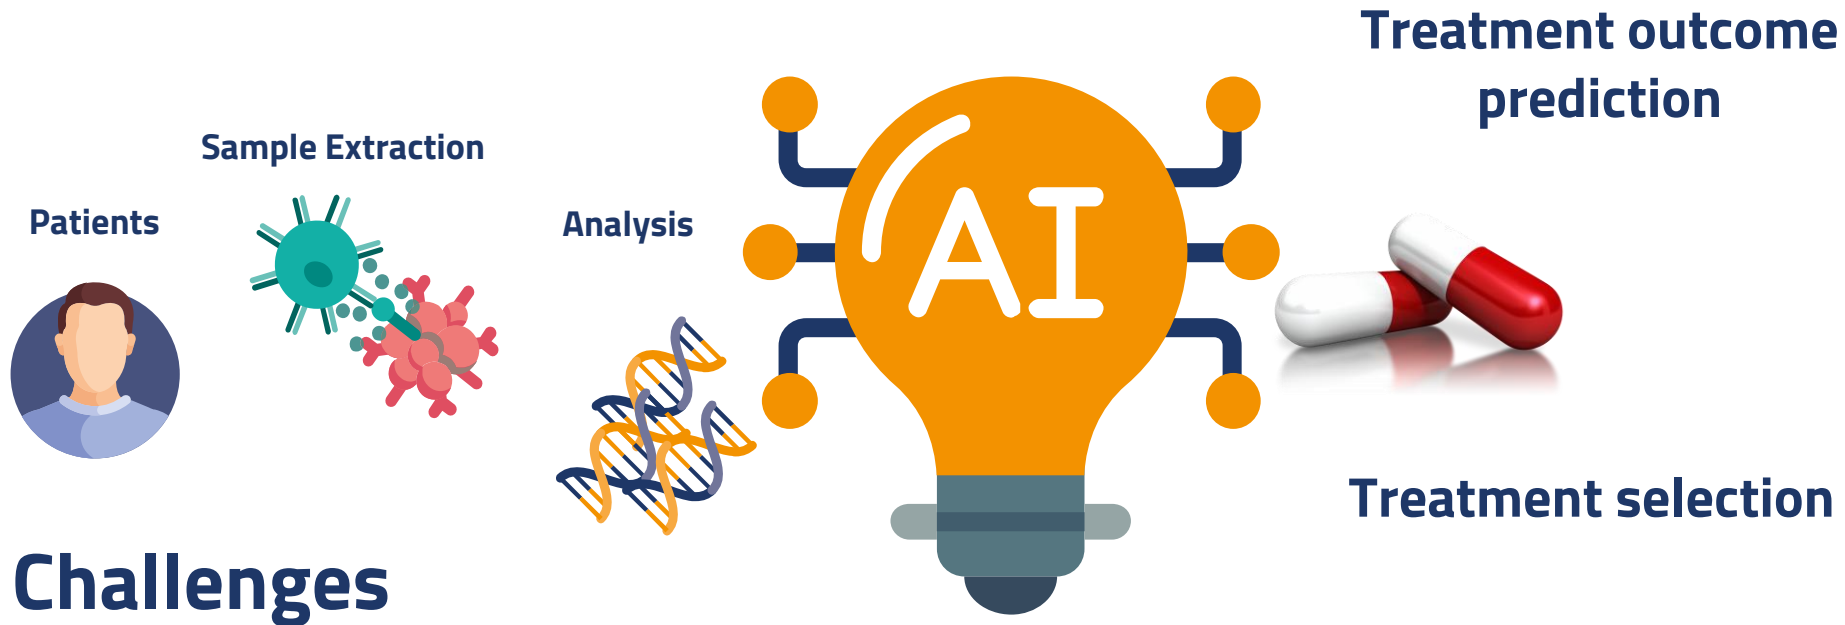 Patients
Sample Extraction
Analysis
AI
Treatment outcome
prediction
Treatment selection
Challenges